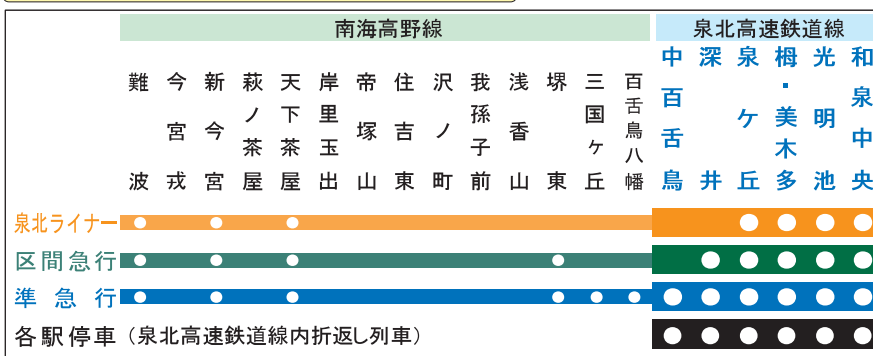 南海高野線 泉北高速鉄道線
難波 今宮戎 新今宮 萩ノ茶屋 天下茶屋 岸里玉出 帝塚山 住吉東 沢ノ町 我孫子前 浅香山 堺東 三国ヶ丘 百舌鳥八幡 中百舌鳥 深井 泉ケ丘 栂・美木多 光明池 和泉中央
泉北ライナー
区間急行
準急行
各駅停車（泉北高速鉄道線内折返し列車）